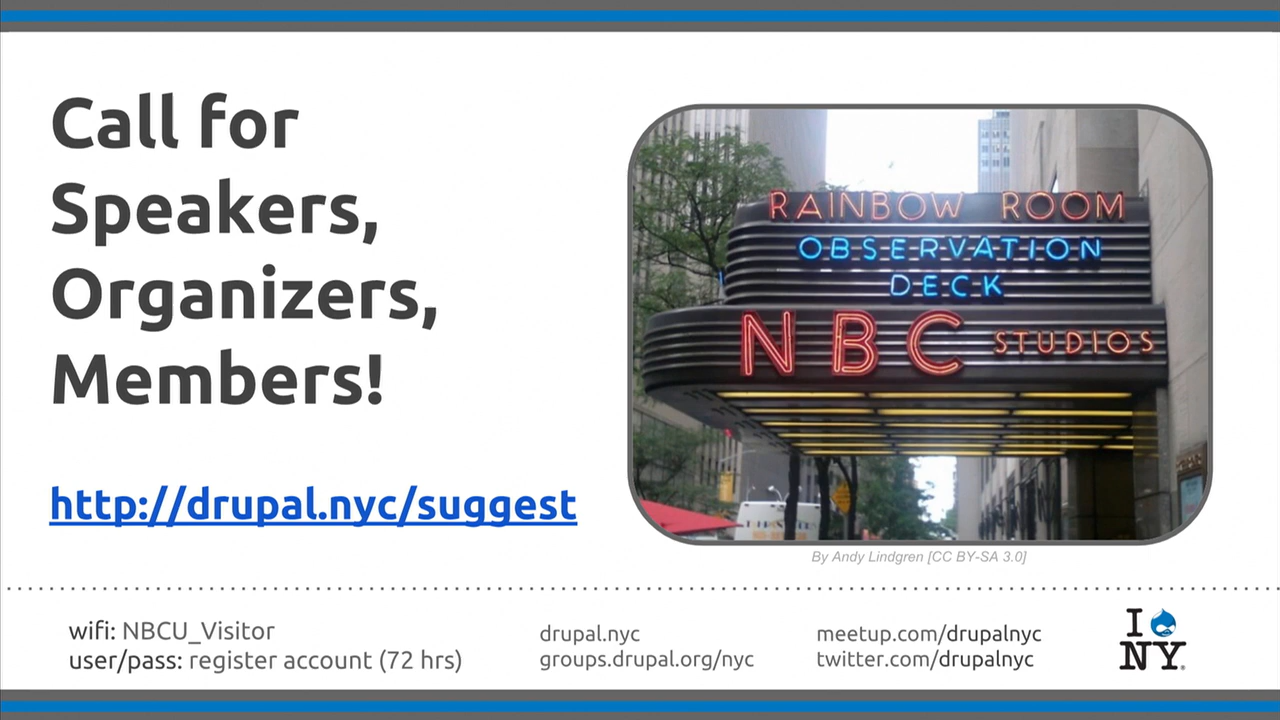 Call for
Speakers,
Organizers,
Members!
http://drupal.nyc/suggest
RAINBOW ROOM
OBSERVATION
DECK
NBC STUDIOS
By Andy Lindgren [CC BY-SA 3.0]
wifi: NBCU_Visitor
user/pass: register account (72 hrs)
drupal.nyc
groups.drupal.org/nyc
meetup.com/drupalnyc
twitter.com/drupalnyc
I
NY®